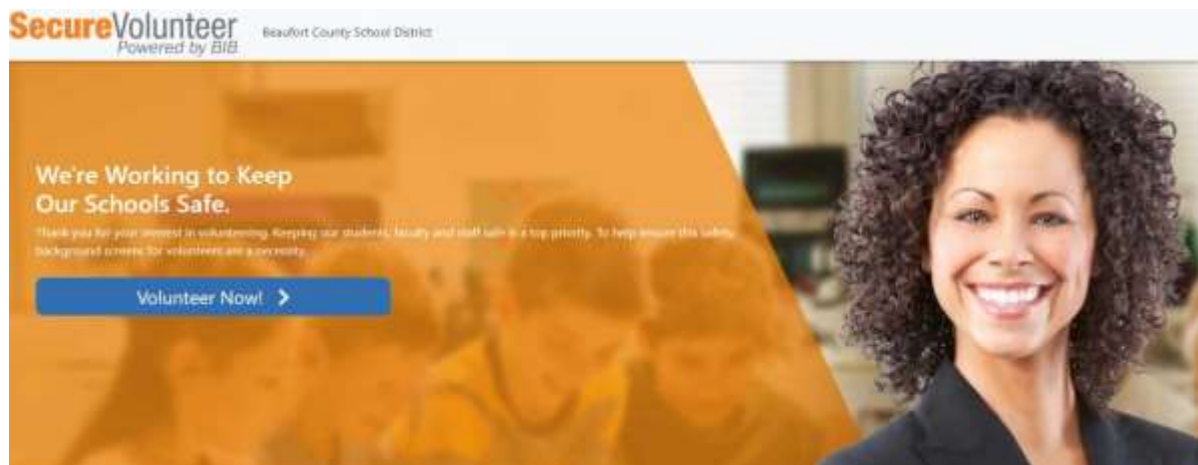 SecureVolunteer
Powered by BIB
Beaufort County School District
We're Working to Keep
Our Schools Safe.
Thank you for your interest in volunteering. Keeping our students, faculty and staff safe is a top priority. To help ensure this safety,
background screens for volunteers are a necessity.
Volunteer Now!